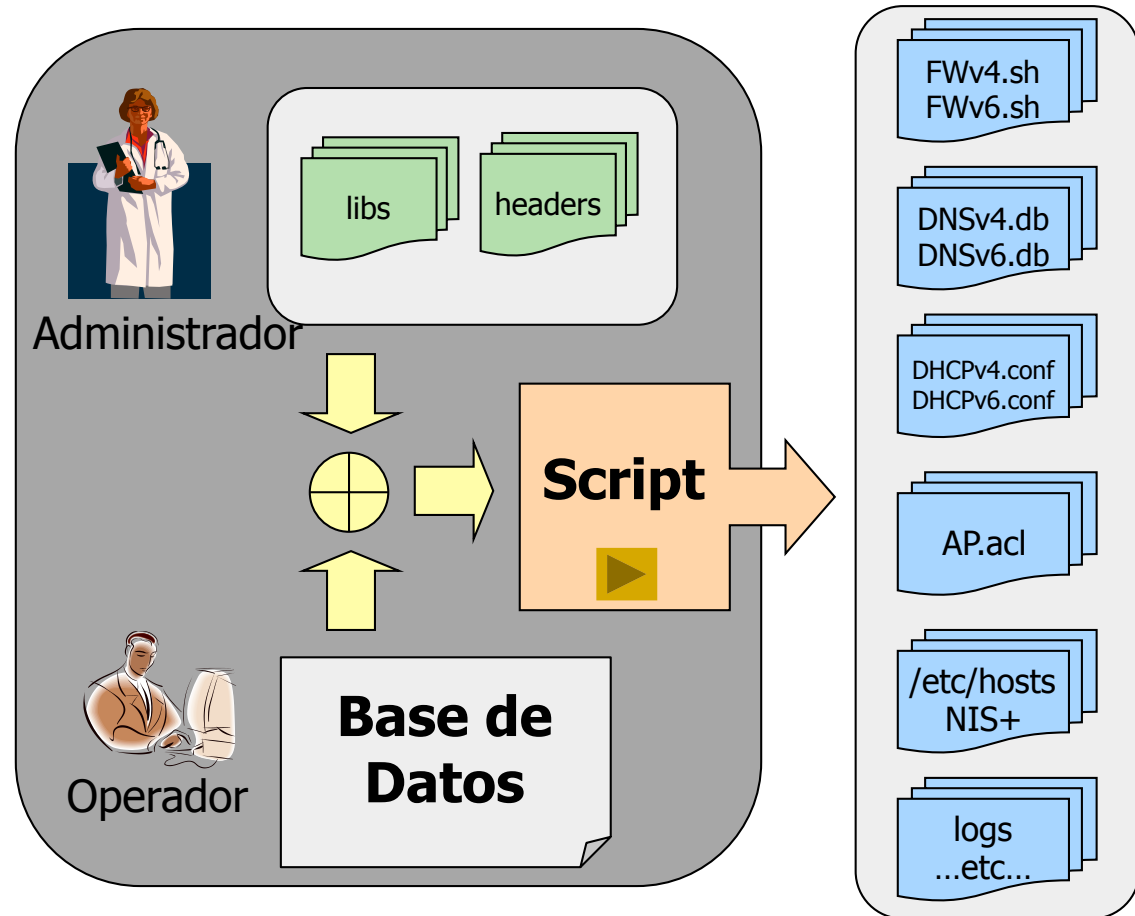 libs
headers
Administrador
Script
Base de
Datos
Operador
FWv4.sh
FWv6.sh
DNSv4.db
DNSv6.db
DHCPv4.conf
DHCPv6.conf
AP.acl
/etc/hosts
NIS+
logs
...etc...